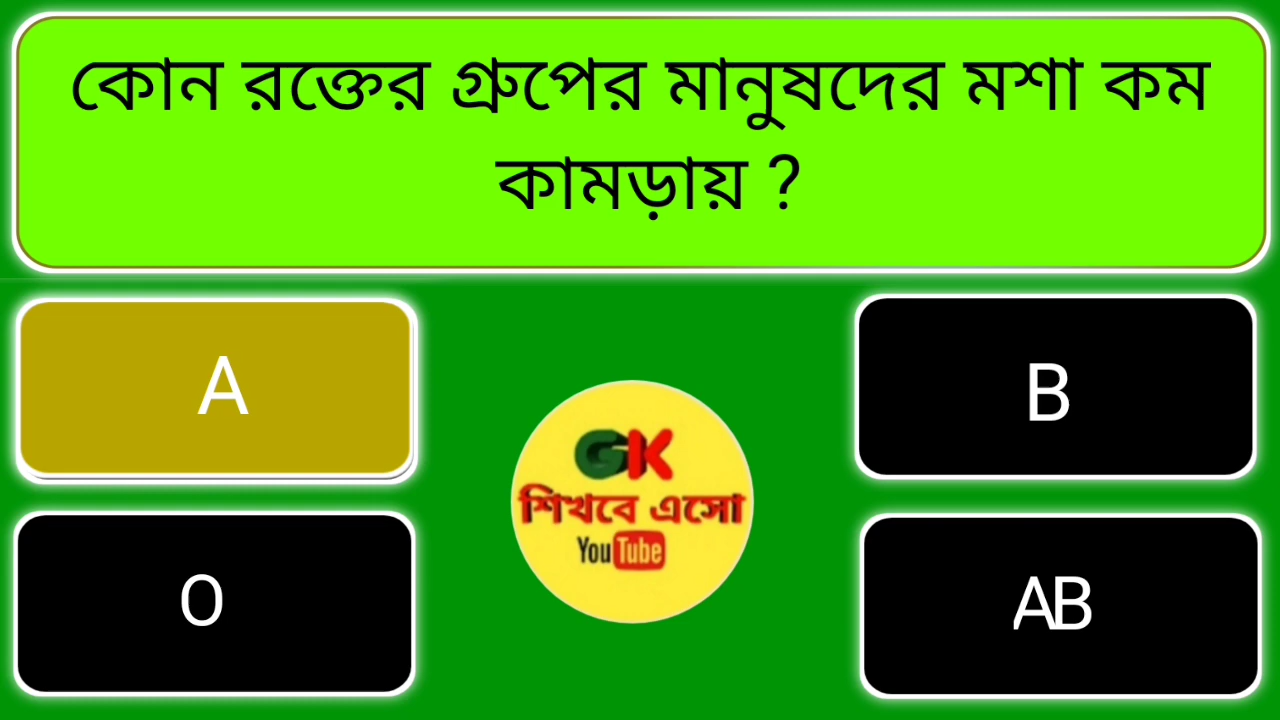 কোন রক্তের গ্রুপের মানুষদের মশা কম
কামড়ায় ?
A
B
GK
শিখবে এসো
YouTube
O
AB